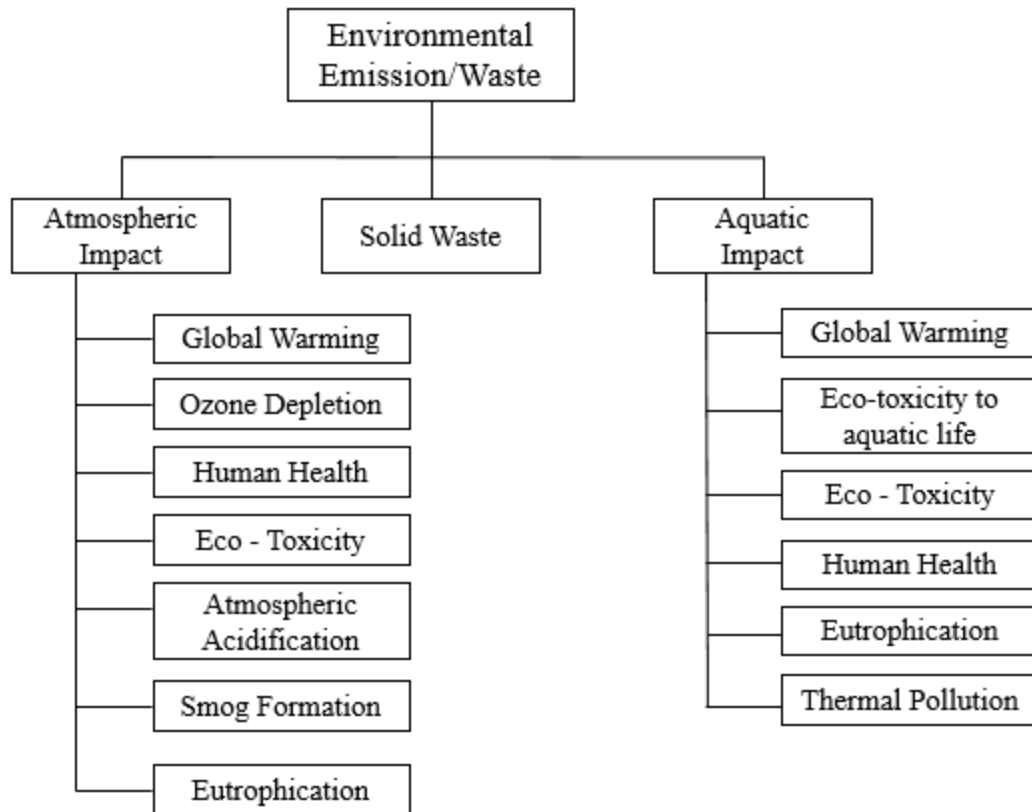 Environmental
Emission/Waste
Atmospheric
Impact
Solid Waste
Aquatic
Impact
Global Warming
Ozone Depletion
Human Health
Eco - Toxicity
Atmospheric
Acidification
Smog Formation
Eutrophication
Global Warming
Eco-toxicity to
aquatic life
Eco - Toxicity
Human Health
Eutrophication
Thermal Pollution